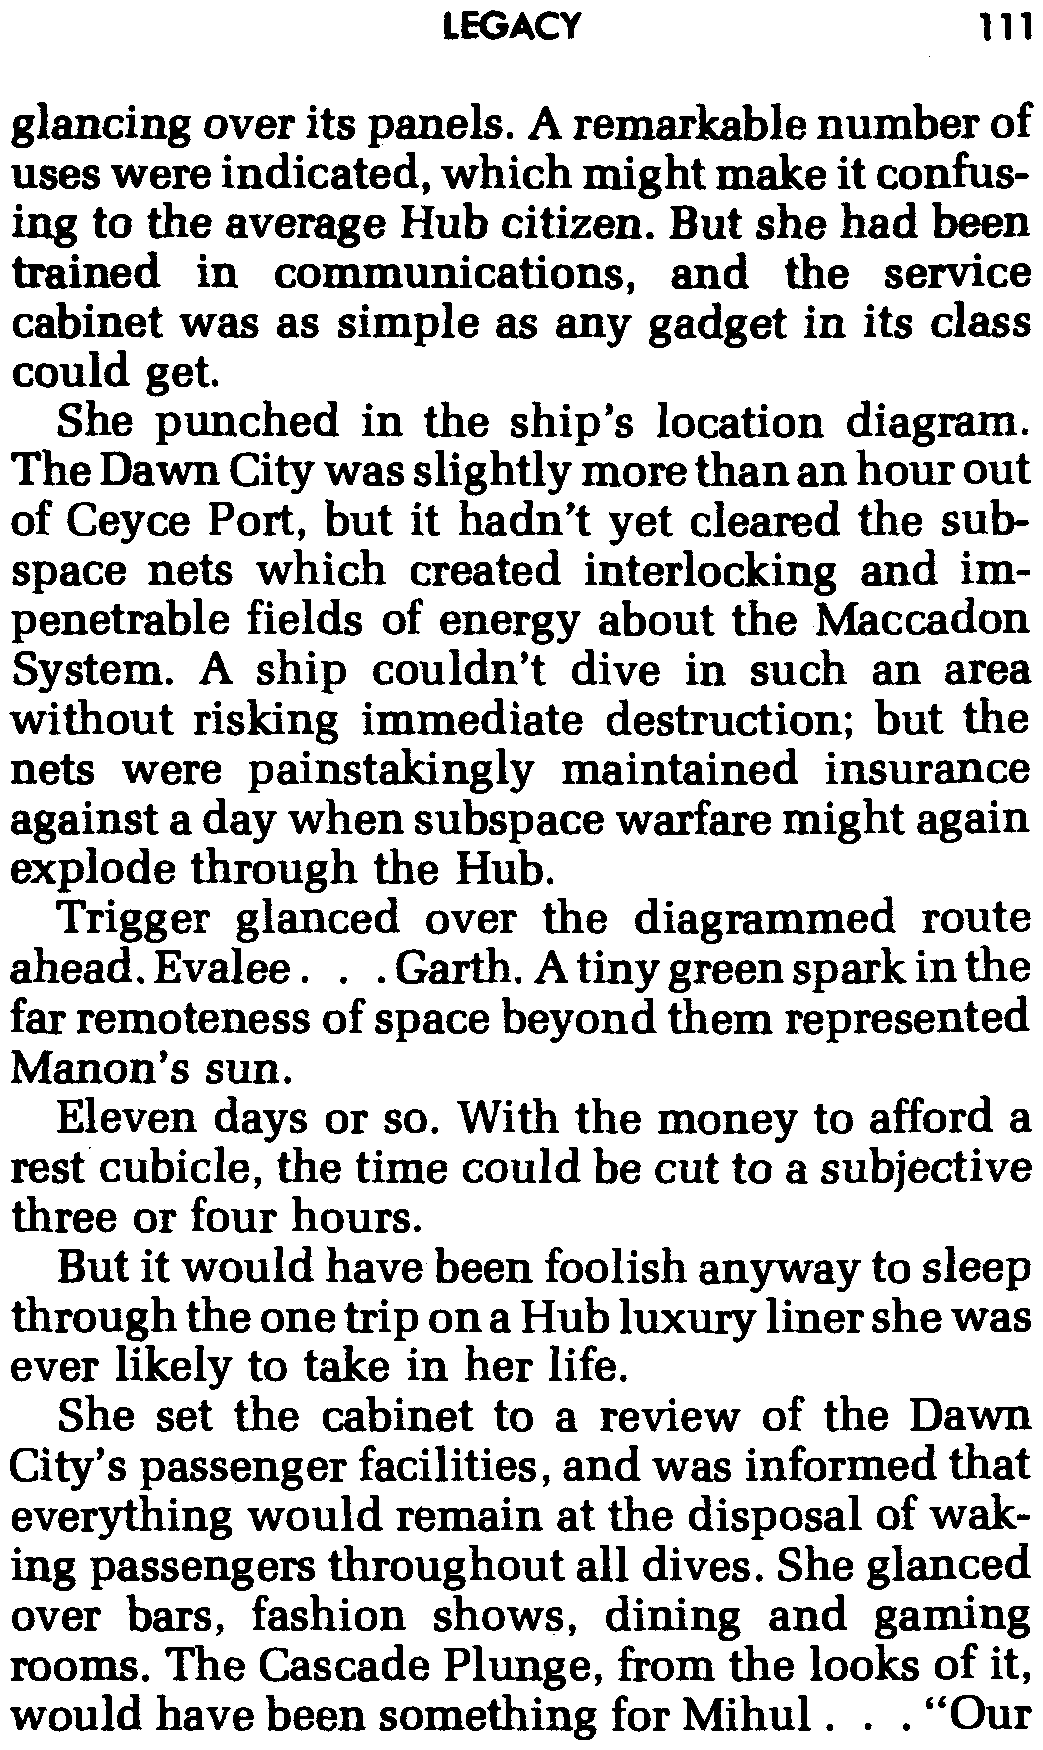 LEGACY 111
glancing over its panels. A remarkable number of
uses were indicated, which might make it confus-
ing to the average Hub citizen. But she had been
trained in communications, and the service
cabinet was as simple as any gadget in its class
could get.
She punched in the ship's location diagram.
The Dawn City was slightly more than an hour out
of Ceyce Port, but it hadn't yet cleared the sub-
space nets which created interlocking and im-
penetrable fields of energy about the Maccadon
System. A ship couldn't dive in such an area
without risking immediate destruction; but the
nets were painstakingly maintained insurance
against a day when subspace warfare might again
explode through the Hub.
Trigger glanced over the diagrammed route
ahead. Evalee . . . Garth. A tiny green spark in the
far remoteness of space beyond them represented
Manon's sun.
Eleven days or so. With the money to afford a
rest cubicle, the time could be cut to a subjective
three or four hours.
But it would have been foolish anyway to sleep
through the one trip on a Hub luxury liner she was
ever likely to take in her life.
She set the cabinet to a review of the Dawn
City's passenger facilities, and was informed that
everything would remain at the disposal of wak-
ing passengers throughout all dives. She glanced
over bars, fashion shows, dining and gaming
rooms. The Cascade Plunge, from the looks of it,
would have been something for Mihul . . . "Our